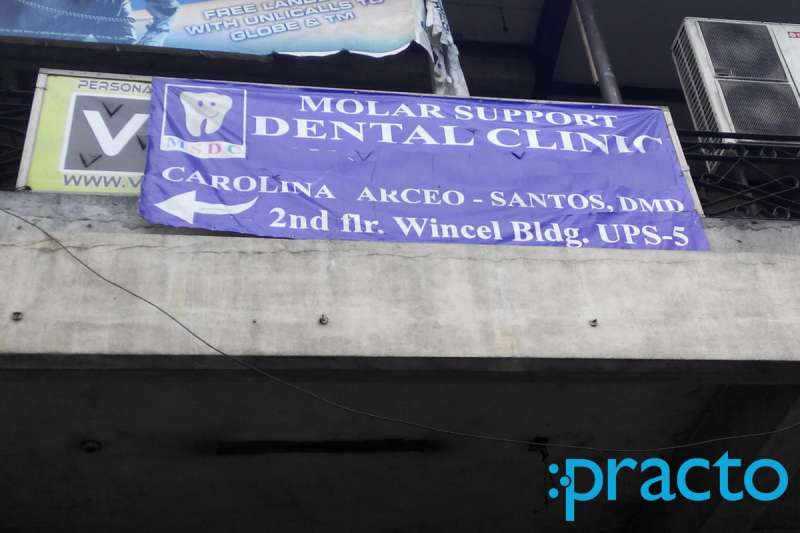 FREE
WITH UNLICALLS TO
GLOBE & TM
PERSONA
V
WWW.V
MOLAR SUPPORT
DENTAL CLINIC
MSDC
CAROLINA ARCEO - SANTOS, DMD
2nd flr. Wincel Bldg. UPS-5
:practo